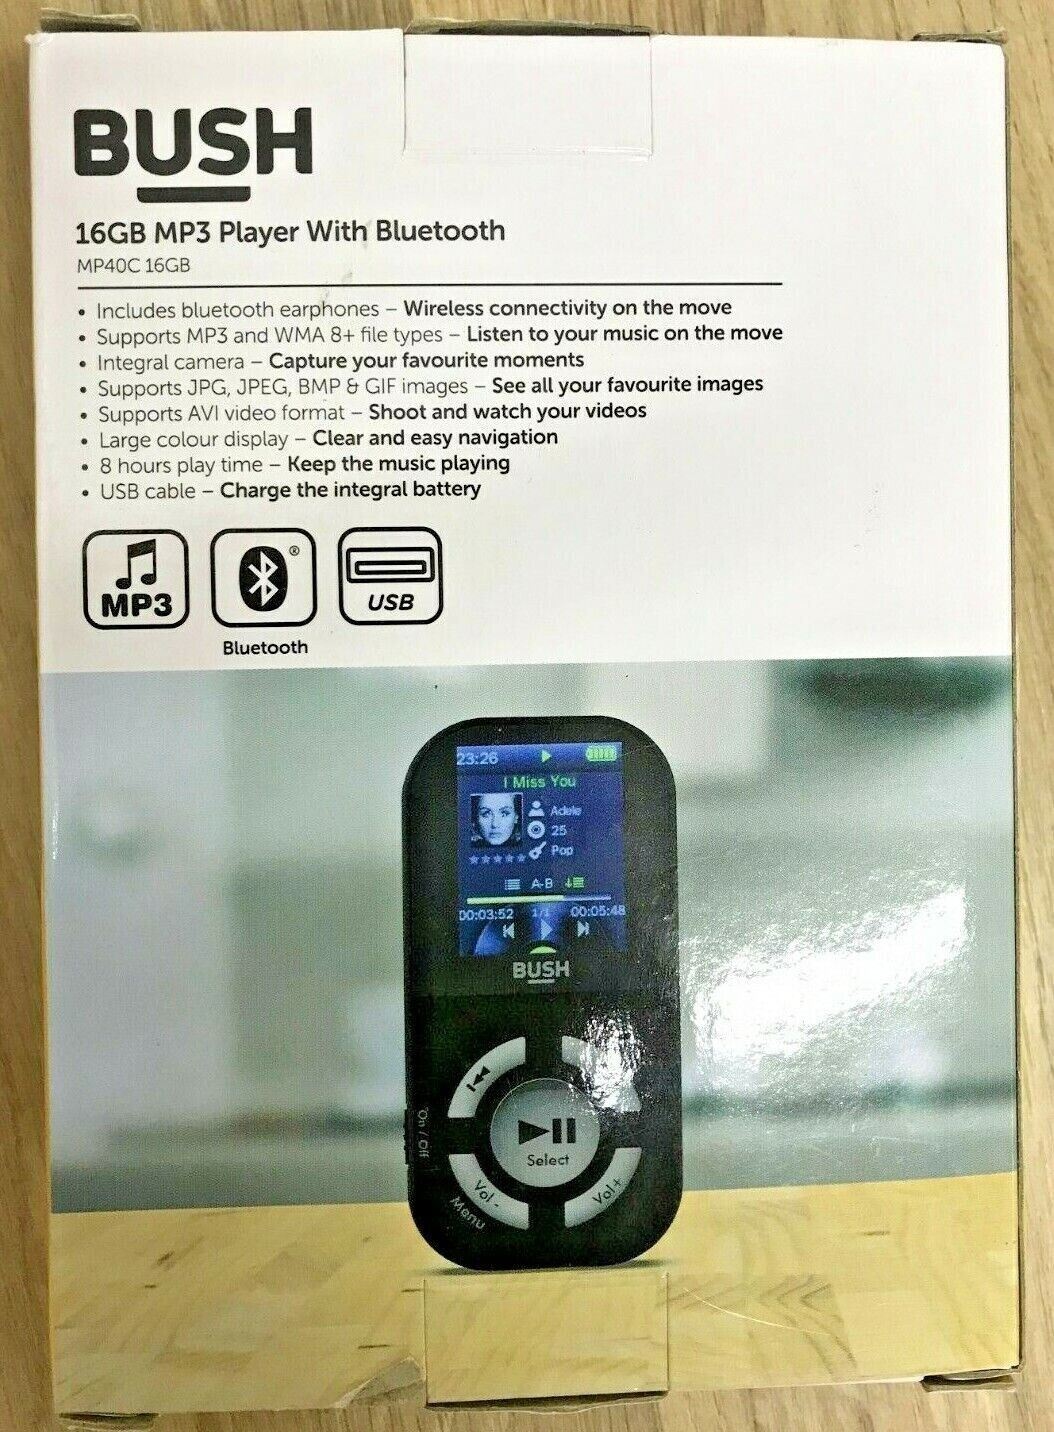 BUSH
16GB MP3 Player With Bluetooth
MP40C 16GB
• Includes bluetooth earphones – Wireless connectivity on the move
• Supports MP3 and WMA 8+ file types – Listen to your music on the move
• Integral camera – Capture your favourite moments
• Supports JPG, JPEG, BMP & GIF images – See all your favourite images
• Supports AVI video format – Shoot and watch your videos
• Large colour display – Clear and easy navigation
• 8 hours play time – Keep the music playing
• USB cable – Charge the integral battery
MP3
®
USB
Bluetooth
23:26
I Miss You
Adele
25
Pop
A-B
00:03:52 1/1 00:05:48
BUSH
On / Off
Select
Vol -
Vol +
Menu